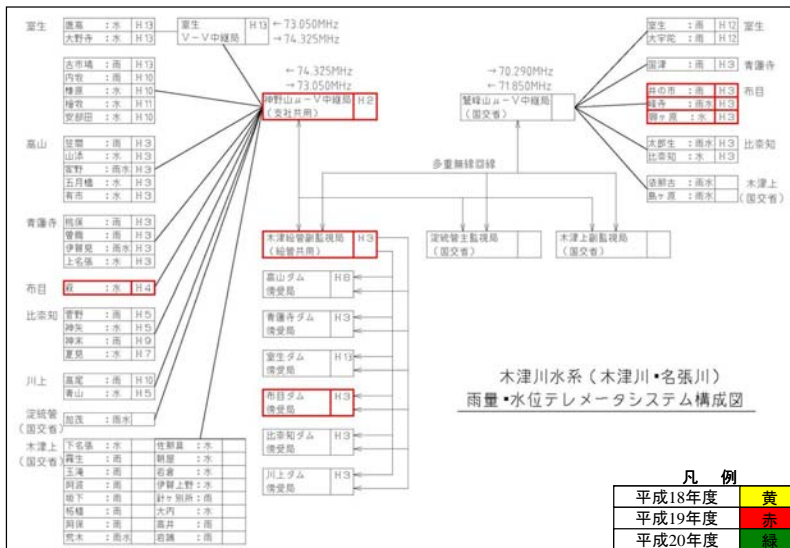 室生
鹿高 :水 H13
大野寺 :水 H13
室生
V－V中継局 H13
←73.050MHz
→74.325MHz
古市場 :雨 H13
内牧 :雨 H10
榛原 :水 H10
桧牧 :水 H11
安部田 :水 H10
←74.325MHz
→73.050MHz
神野山μ－V中継局 H2
(支社共用)
高山
笠間 :雨 H3
山添 :水 H3
家野 :雨水 H3
五月橋 :水 H3
有市 :水 H3
青蓮寺
桃俣 :雨 H3
曽爾 :雨 H3
伊賀見 :雨水 H3
上名張 :水 H3
布目
萩 :水 H4
比奈知
菅野 :雨 H5
神矢 :水 H5
神末 :雨 H9
夏見 :水 H7
川上
高尾 :雨 H10
青山 :水 H5
淀統管
(国交省)
加茂 :雨水
木津上
(国交省)
下名張 :水
霧生 :雨
玉滝 :雨
阿波 :雨
坂下 :雨
柘植 :雨
阿保 :雨
荒木 :雨水
佐那具 :水
朝屋 :水
岩倉 :水
伊賀上野 :水
針ヶ別所 :雨
大内 :水
高井 :雨
岩議 :雨
→70.290MHz
←71.850MHz
鷲峰山μ－V中継局
(国交省)
室生 :雨 H12
大宇陀 :雨 H12
室生
国津 :雨 H3
青蓮寺
井の市 :雨 H3
峰寺 :雨水 H3
布目
太郎生 :雨水 H3
比奈知 :水 H3
比奈知
依那古 :雨水
島ヶ原 :水
木津上
(国交省)
多重無線回線
木津総管副監視局 H3
(総管共用)
淀統管主監視局
(国交省)
木津上副監視局
(国交省)
高山ダム H6
傍受局
青蓮寺ダム H3
傍受局
室生ダム H13
傍受局
布目ダム H3
傍受局
比奈知ダム H3
傍受局
川上ダム H3
傍受局
木津川水系(木津川・名張川)
雨量・水位テレメータシステム構成図
凡 例
平成18年度 黄
平成19年度 赤
平成20年度 緑